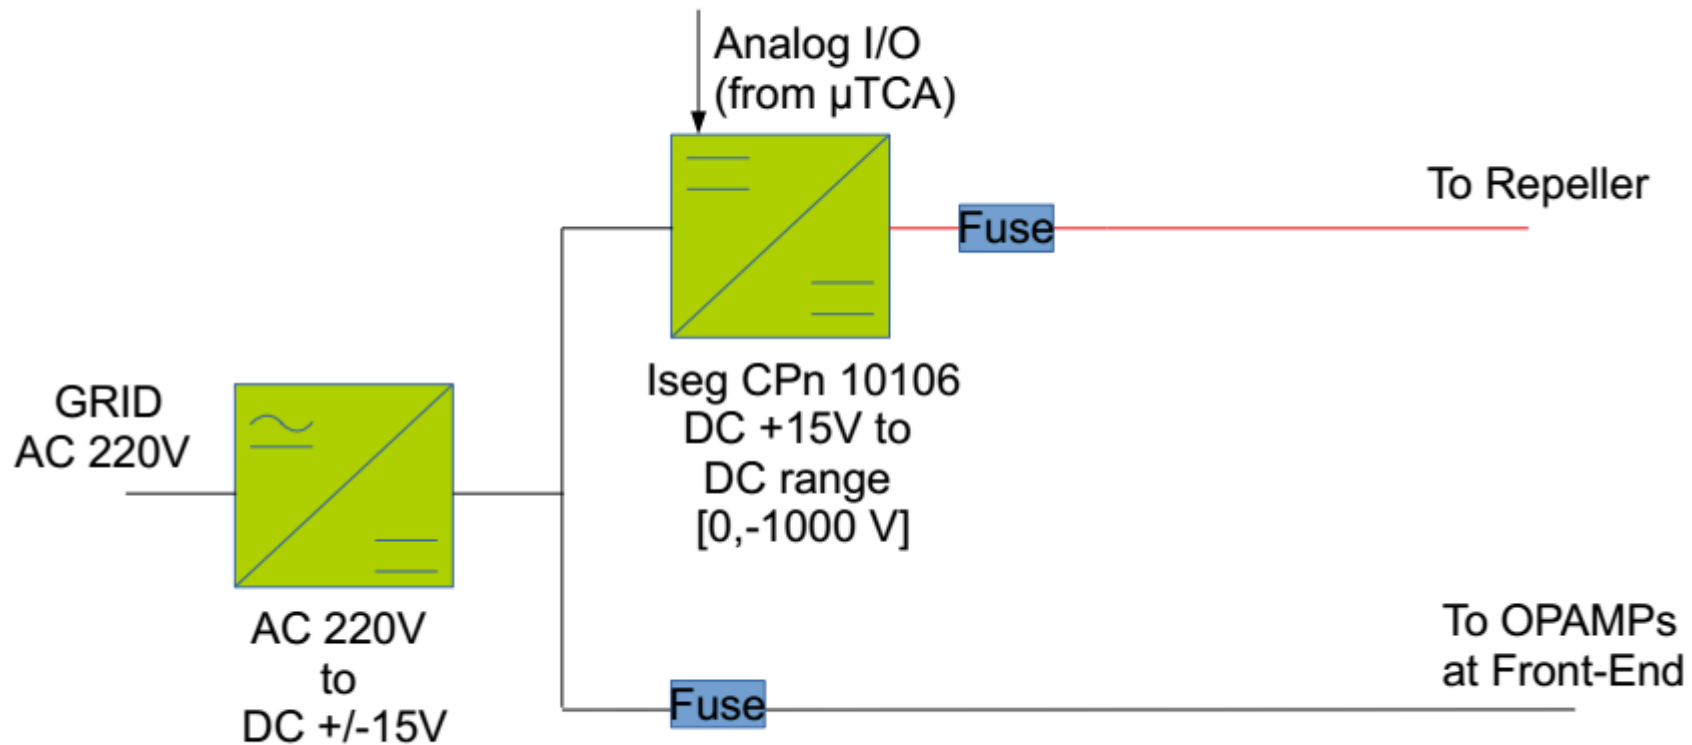 Analog I/O
(from µTCA)
To Repeller
Fuse
Iseg CPn 10106
DC +15V to
DC range
[0,-1000 V]
GRID
AC 220V
AC 220V
to
DC +/-15V
To OPAMPs
at Front-End
Fuse